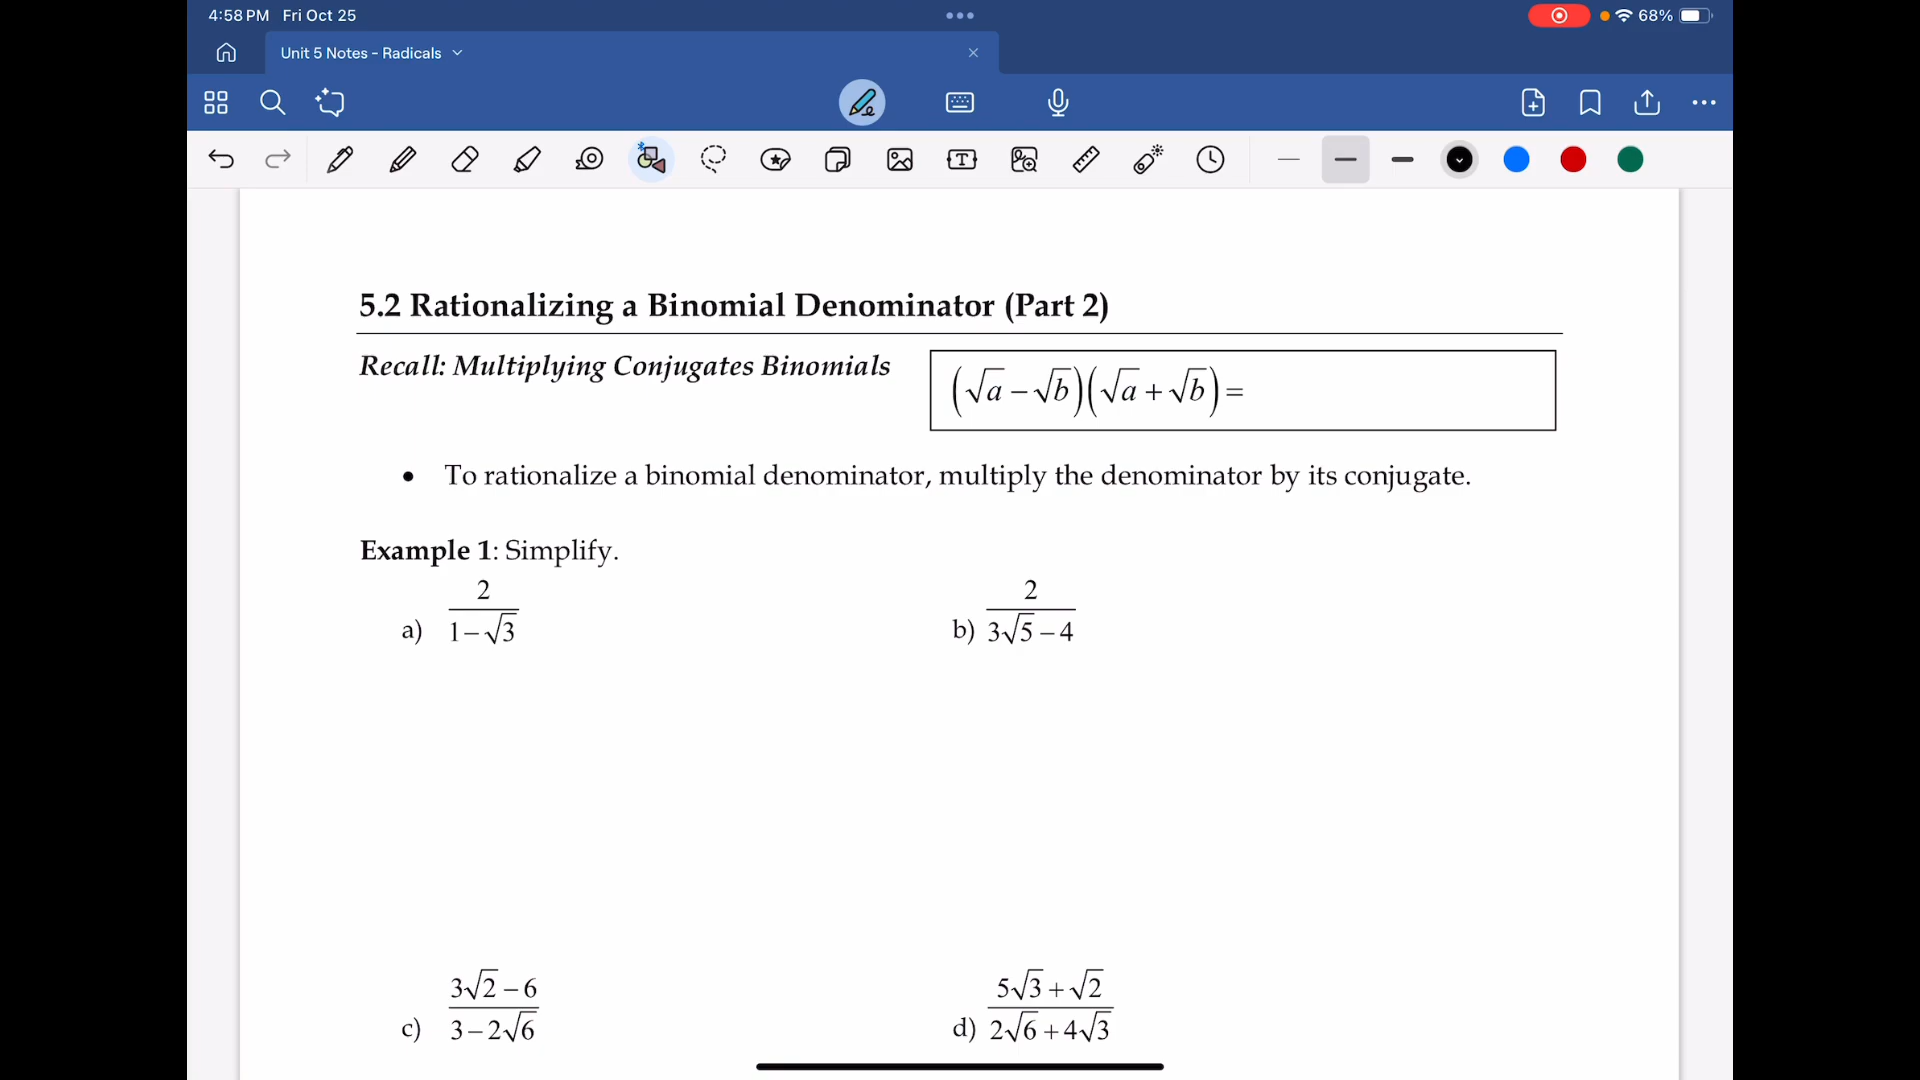 4:58 PM Fri Oct 25
68%
Unit 5 Notes - Radicals
5.2 Rationalizing a Binomial Denominator (Part 2)
Recall: Multiplying Conjugates Binomials
(√a − √b)(√a + √b) =
• To rationalize a binomial denominator, multiply the denominator by its conjugate.
Example 1: Simplify.
a) 2/(1 − √3)
b) 2/(3√5 − 4)
c) (3√2 − 6)/(3 − 2√6)
d) (5√3 + √2)/(2√6 + 4√3)